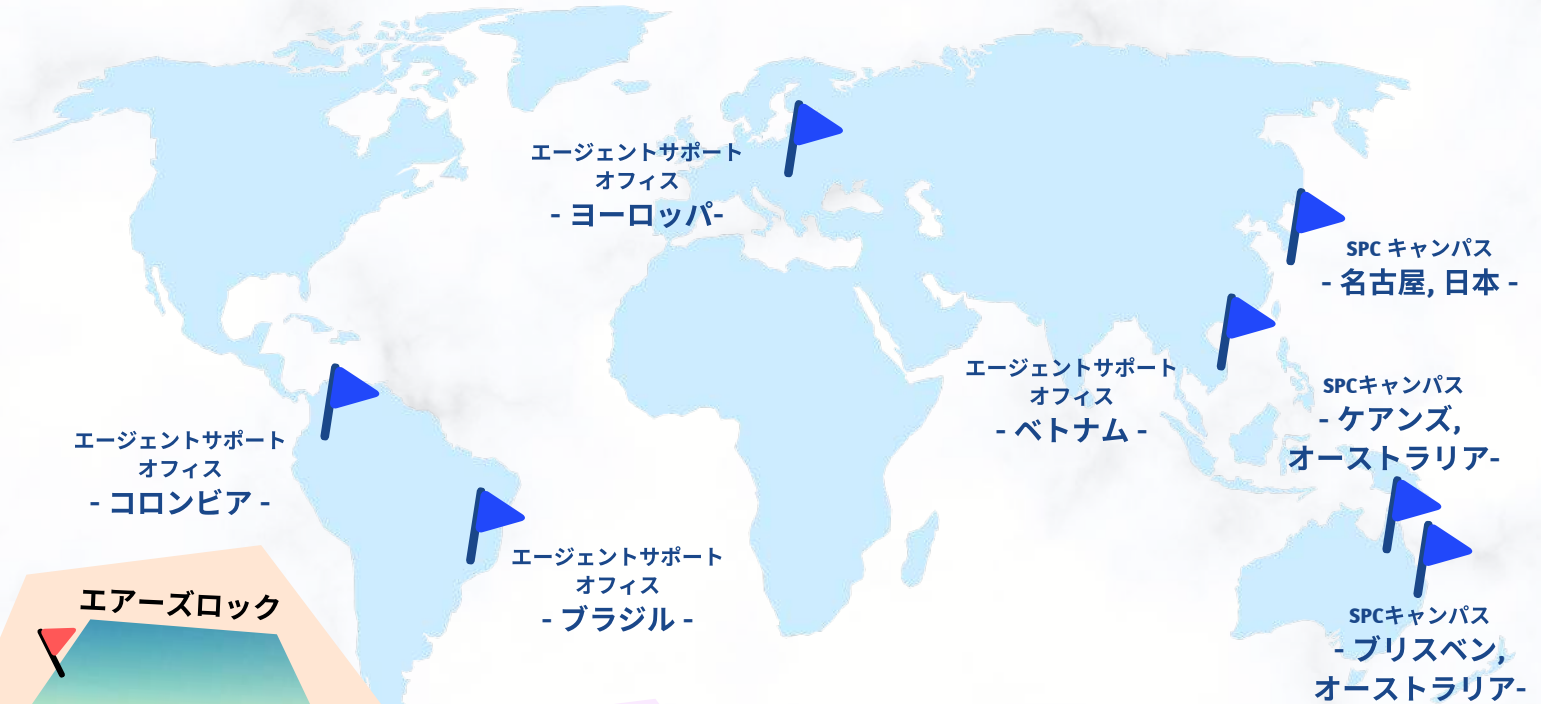 エージェントサポート
オフィス
- ヨーロッパ-
SPC キャンパス
- 名古屋, 日本 -
エージェントサポート
オフィス
- ベトナム -
SPCキャンパス
- ケアンズ,
オーストラリア-
エージェントサポート
オフィス
- コロンビア -
エージェントサポート
オフィス
- ブラジル -
エアーズロック
SPCキャンパス
- ブリスベン,
オーストラリア-